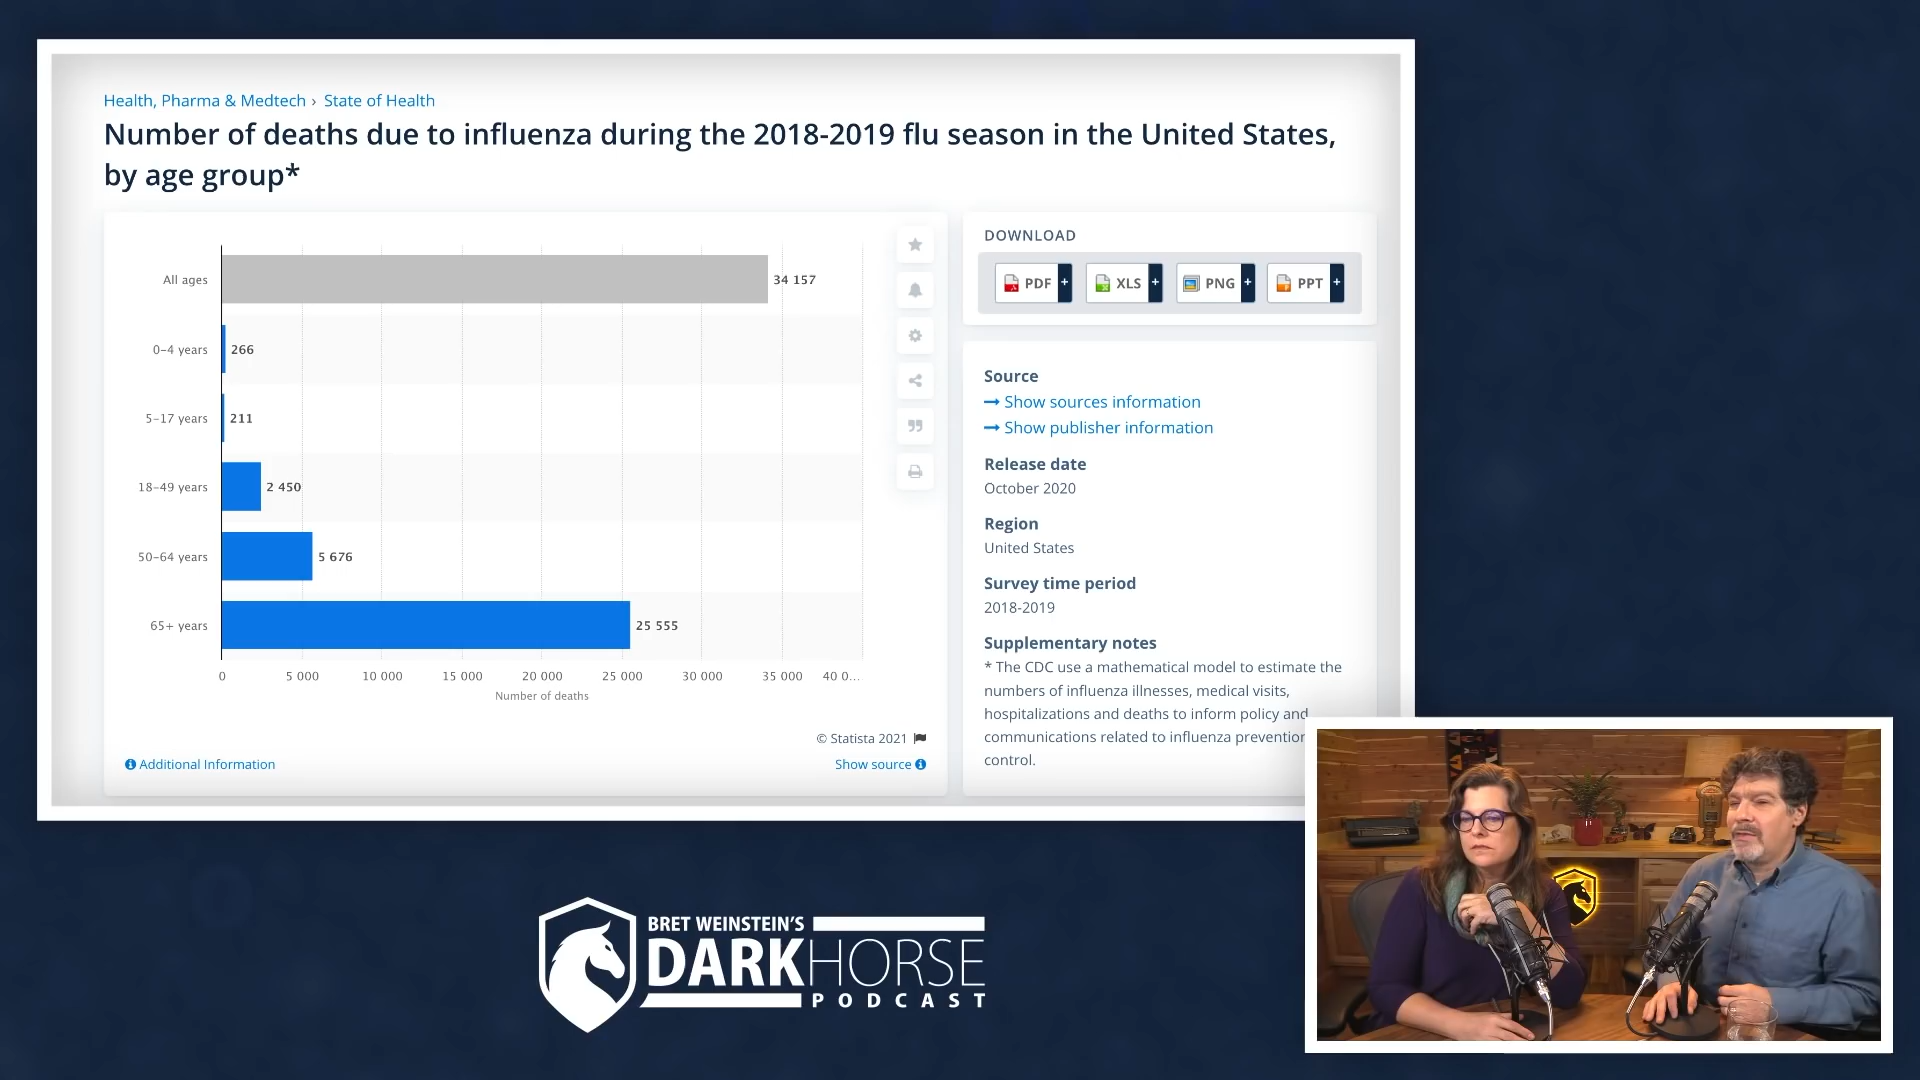 Health, Pharma & Medtech › State of Health
Number of deaths due to influenza during the 2018-2019 flu season in the United States,
by age group*
All ages
34 157
0–4 years
266
5–17 years
211
18–49 years
2 450
50–64 years
5 676
65+ years
25 555
0
5 000
10 000
15 000
20 000
25 000
30 000
35 000
40 0...
Number of deaths
© Statista 2021
Additional Information
Show source
DOWNLOAD
PDF +
XLS +
PNG +
PPT +
Source
→ Show sources information
→ Show publisher information
Release date
October 2020
Region
United States
Survey time period
2018-2019
Supplementary notes
* The CDC use a mathematical model to estimate the
numbers of influenza illnesses, medical visits,
hospitalizations and deaths to inform policy and
communications related to influenza prevention
control.
BRET WEINSTEIN'S
DARKHORSE
PODCAST